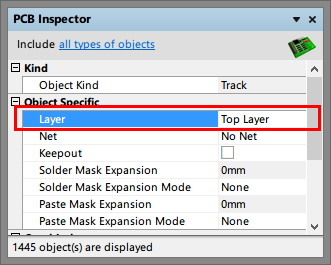 PCB Inspector
Include all types of objects
Kind
Object Kind Track
Object Specific
Layer Top Layer
Net No Net
Keepout
Solder Mask Expansion 0mm
Solder Mask Expansion Mode None
Paste Mask Expansion 0mm
Paste Mask Expansion Mode None
1445 object(s) are displayed